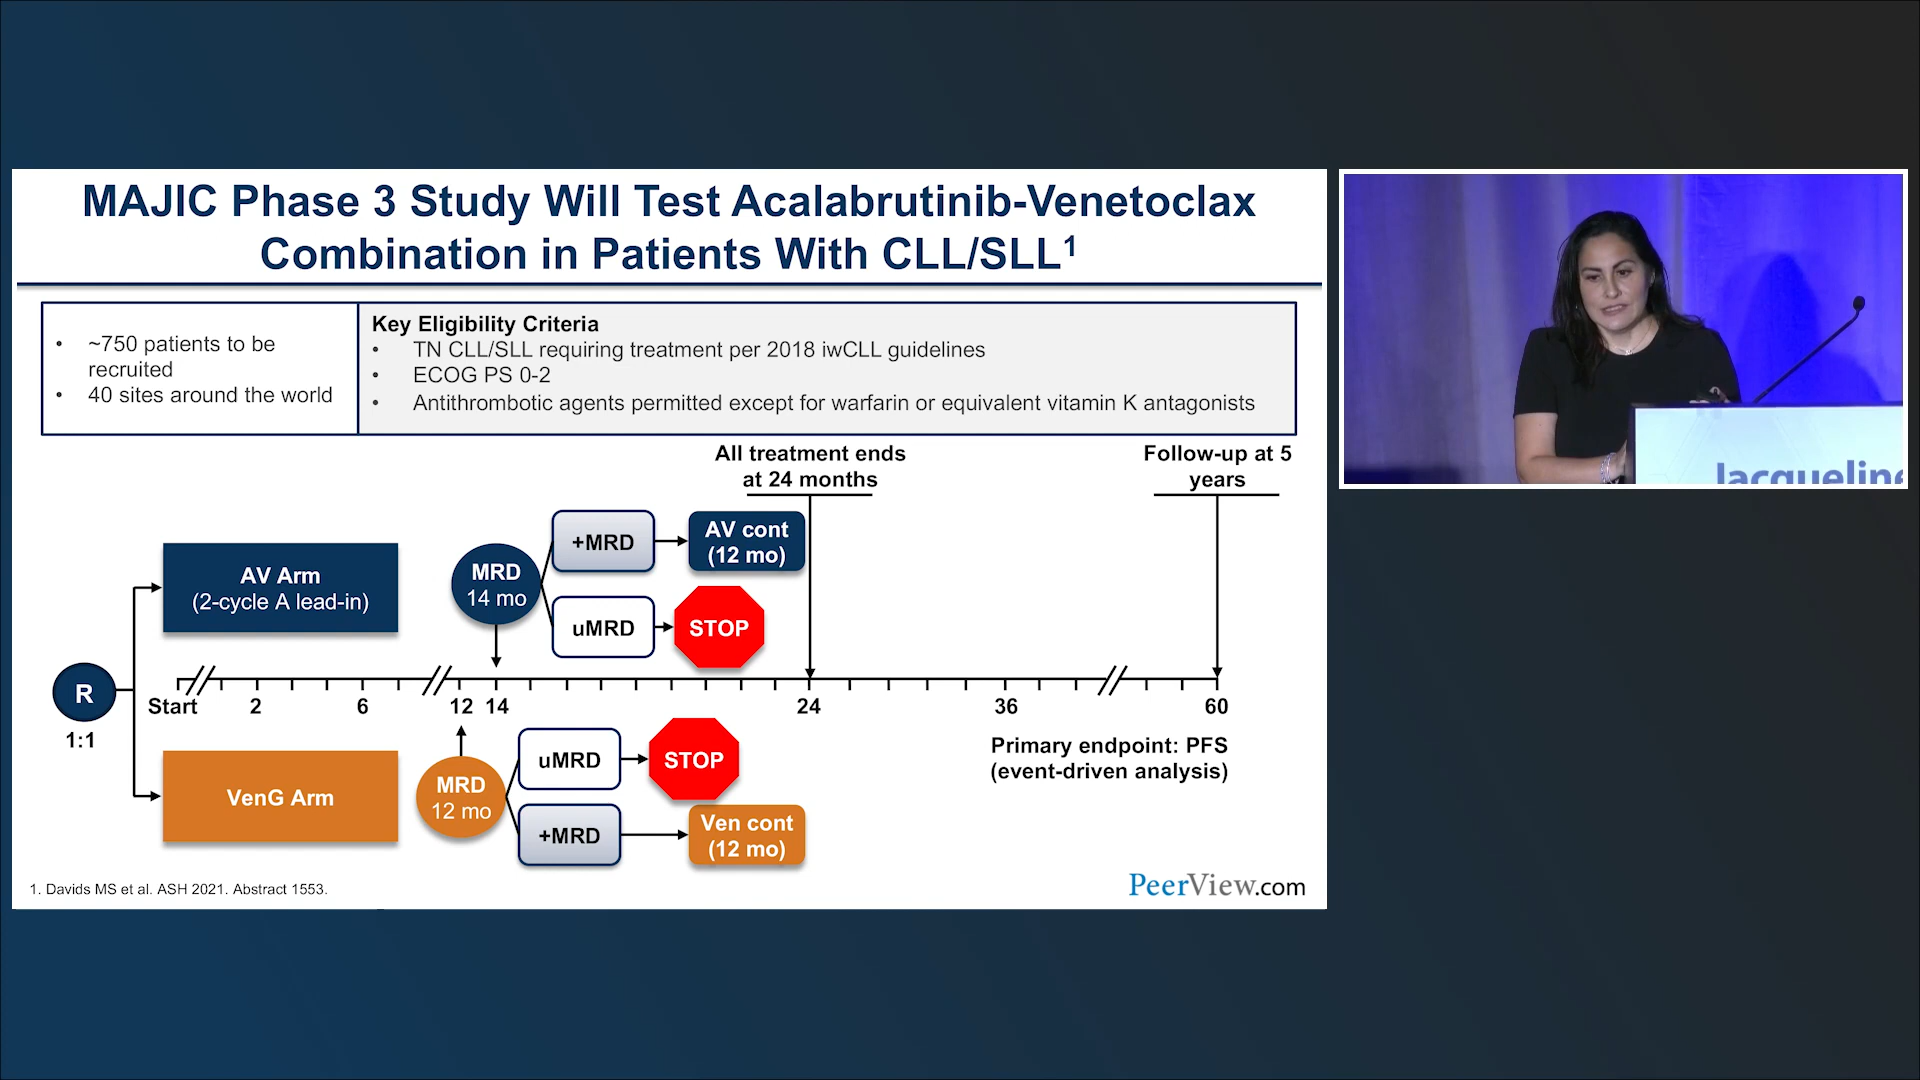 MAJIC Phase 3 Study Will Test Acalabrutinib-Venetoclax
Combination in Patients With CLL/SLL¹
• ~750 patients to be
recruited
• 40 sites around the world
Key Eligibility Criteria
• TN CLL/SLL requiring treatment per 2018 iwCLL guidelines
• ECOG PS 0-2
• Antithrombotic agents permitted except for warfarin or equivalent vitamin K antagonists
All treatment ends
at 24 months
Follow-up at 5
years
AV Arm
(2-cycle A lead-in)
MRD
14 mo
+MRD
AV cont
(12 mo)
uMRD
STOP
R
1:1
Start 2 6 12 14 24 36 60
VenG Arm
MRD
12 mo
uMRD
STOP
+MRD
Ven cont
(12 mo)
Primary endpoint: PFS
(event-driven analysis)
1. Davids MS et al. ASH 2021. Abstract 1553.
PeerView.com
Jacqueline